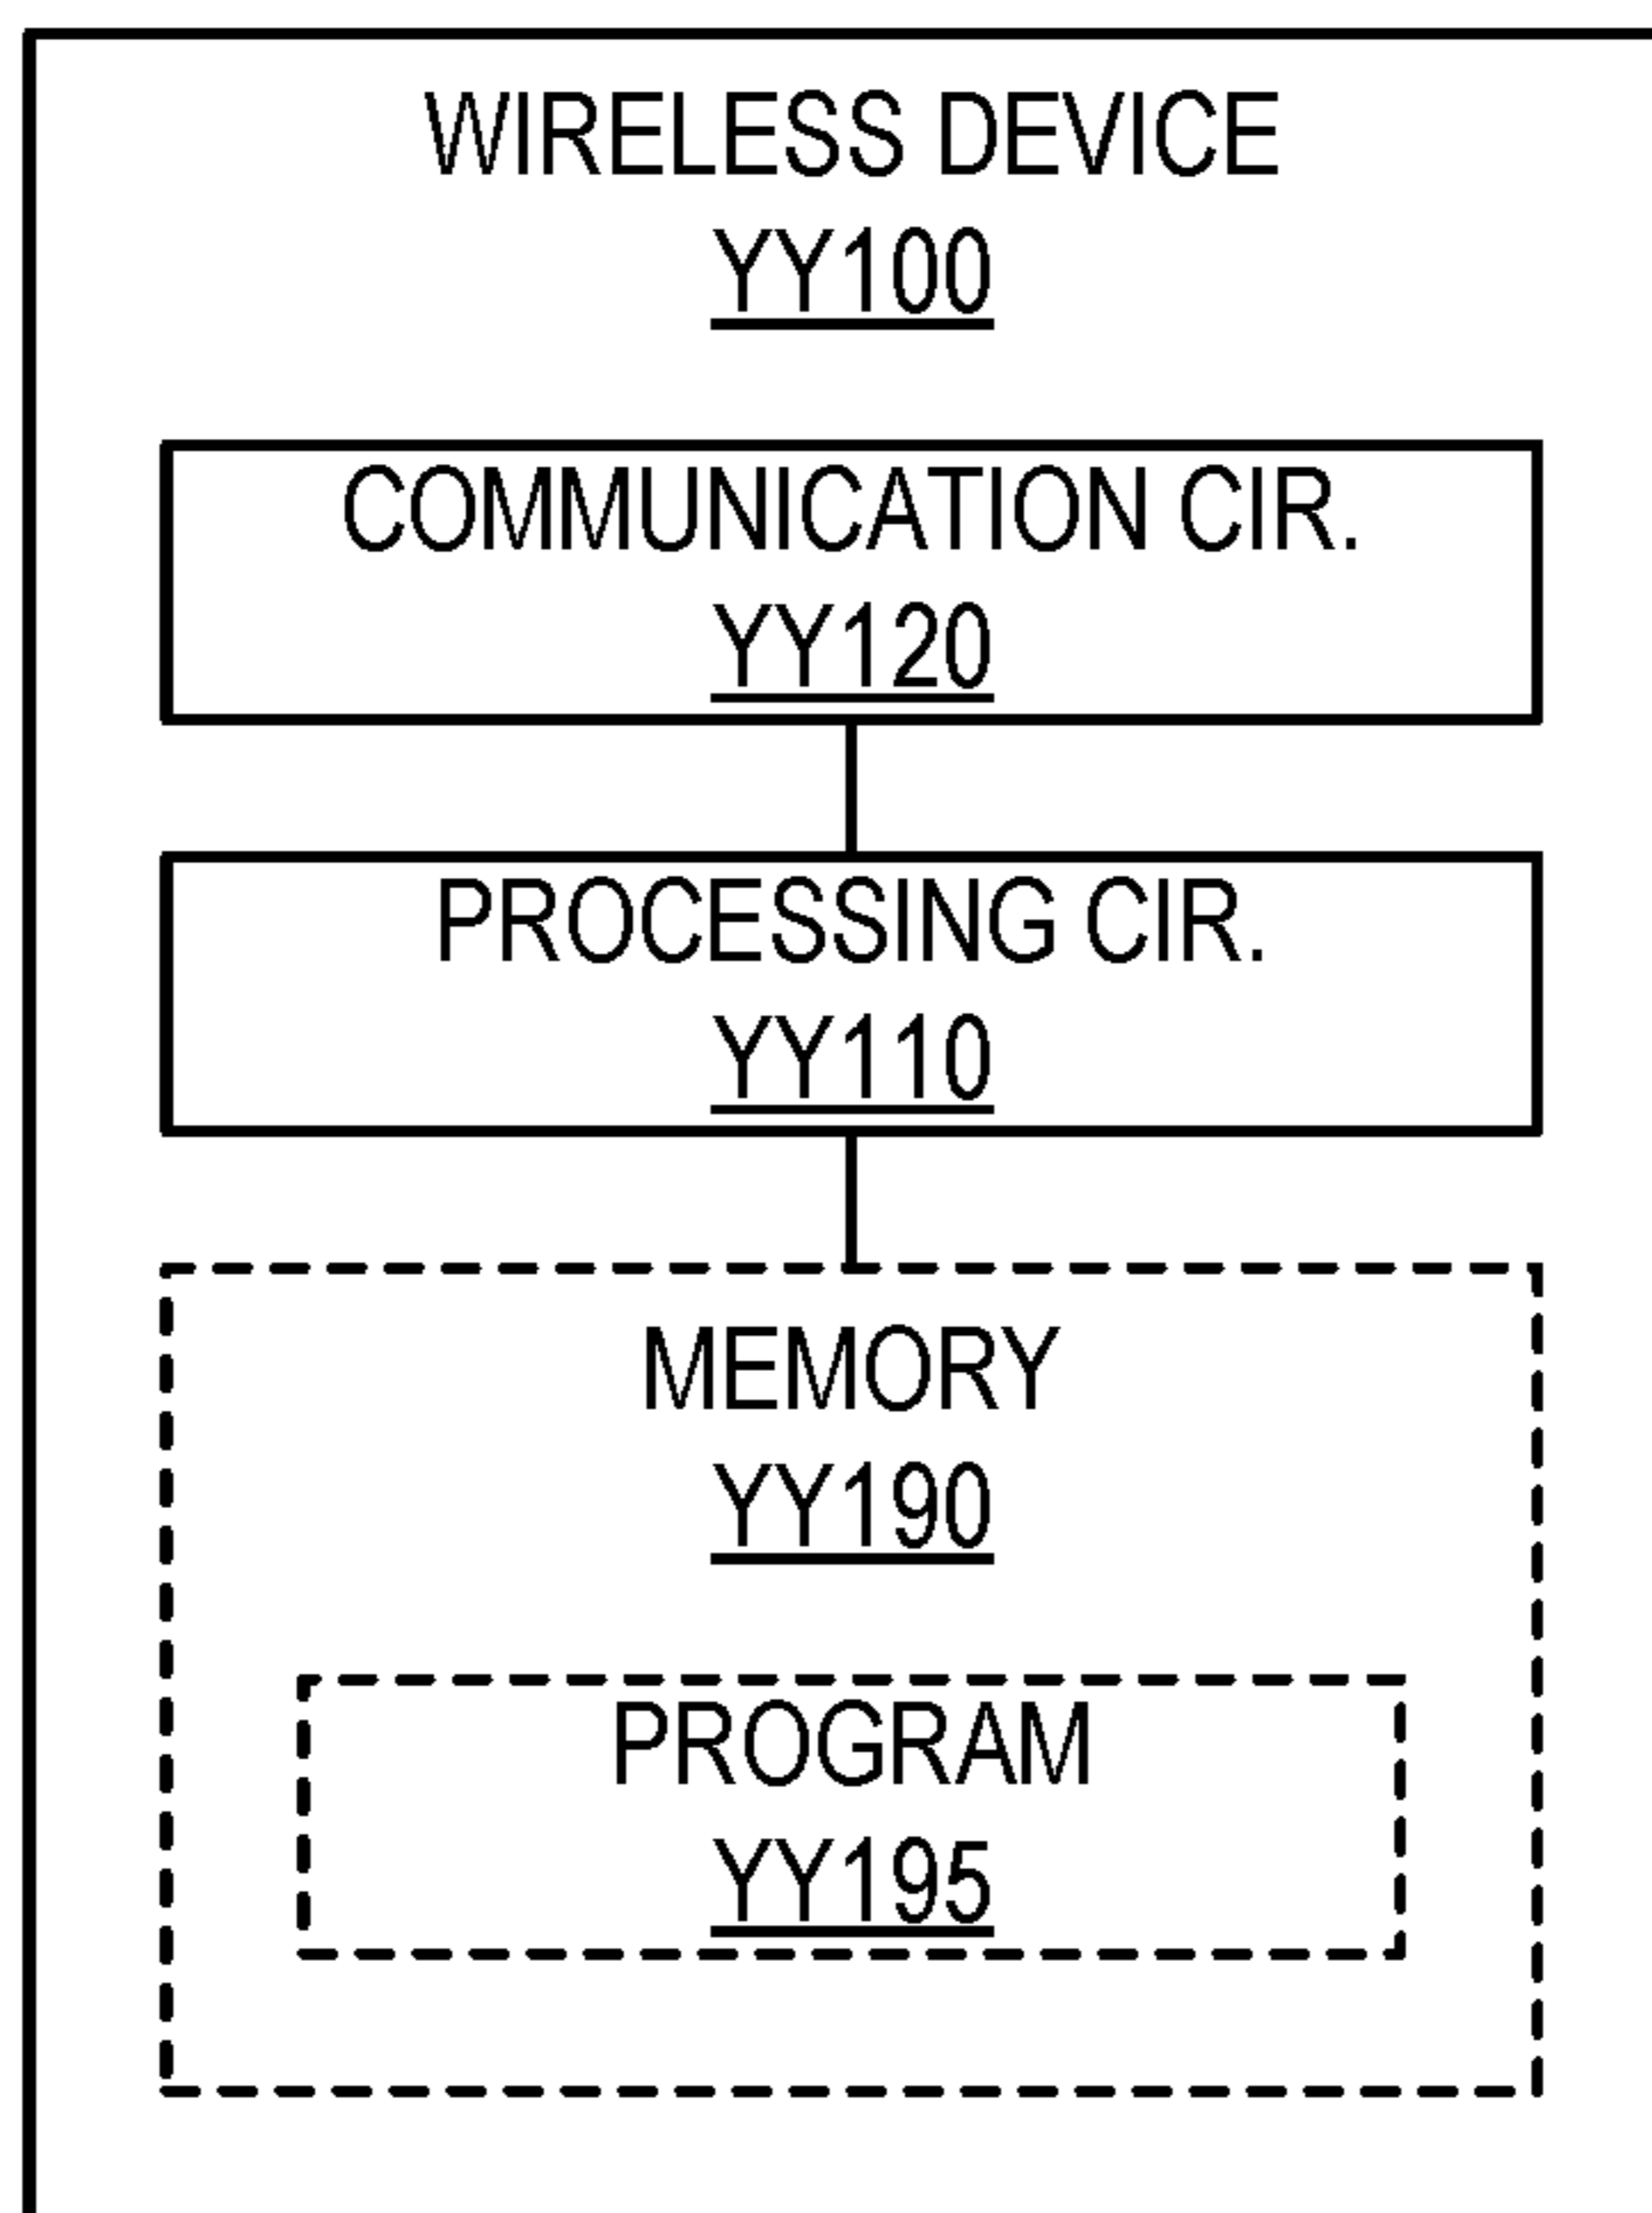 WIRELESS DEVICE
YY100
COMMUNICATION CIR.
YY120
PROCESSING CIR.
YY110
MEMORY
YY190
PROGRAM
YY195